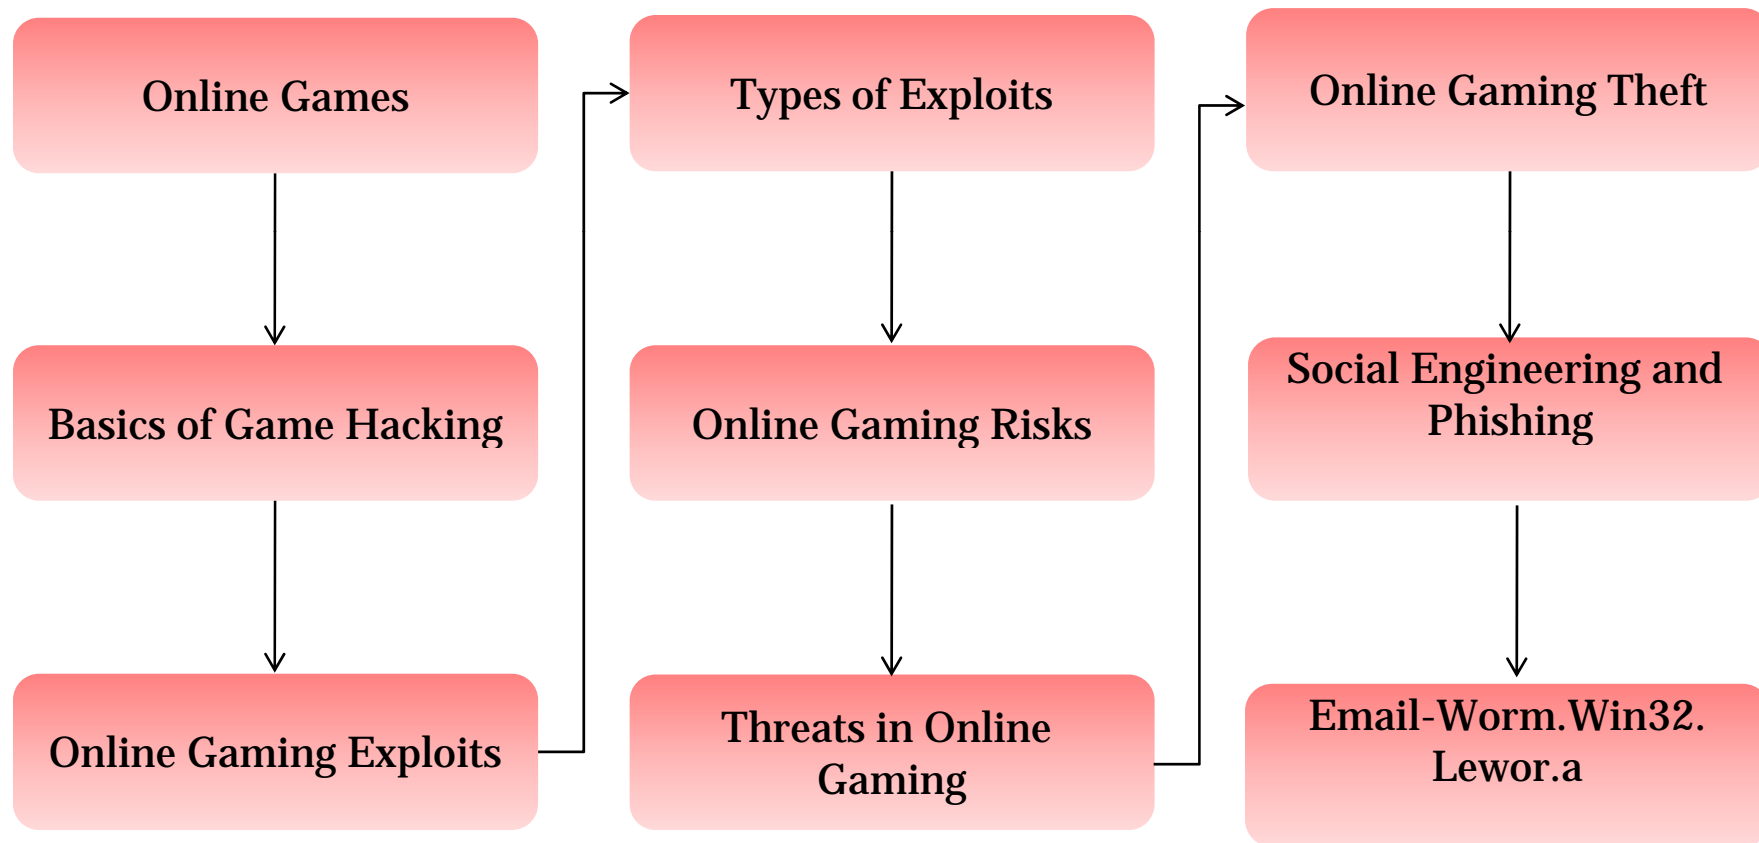 Online Games
Basics of Game Hacking
Online Gaming Exploits
Types of Exploits
Online Gaming Risks
Threats in Online
Gaming
Online Gaming Theft
Social Engineering and
Phishing
Email-Worm.Win32.
Lewor.a